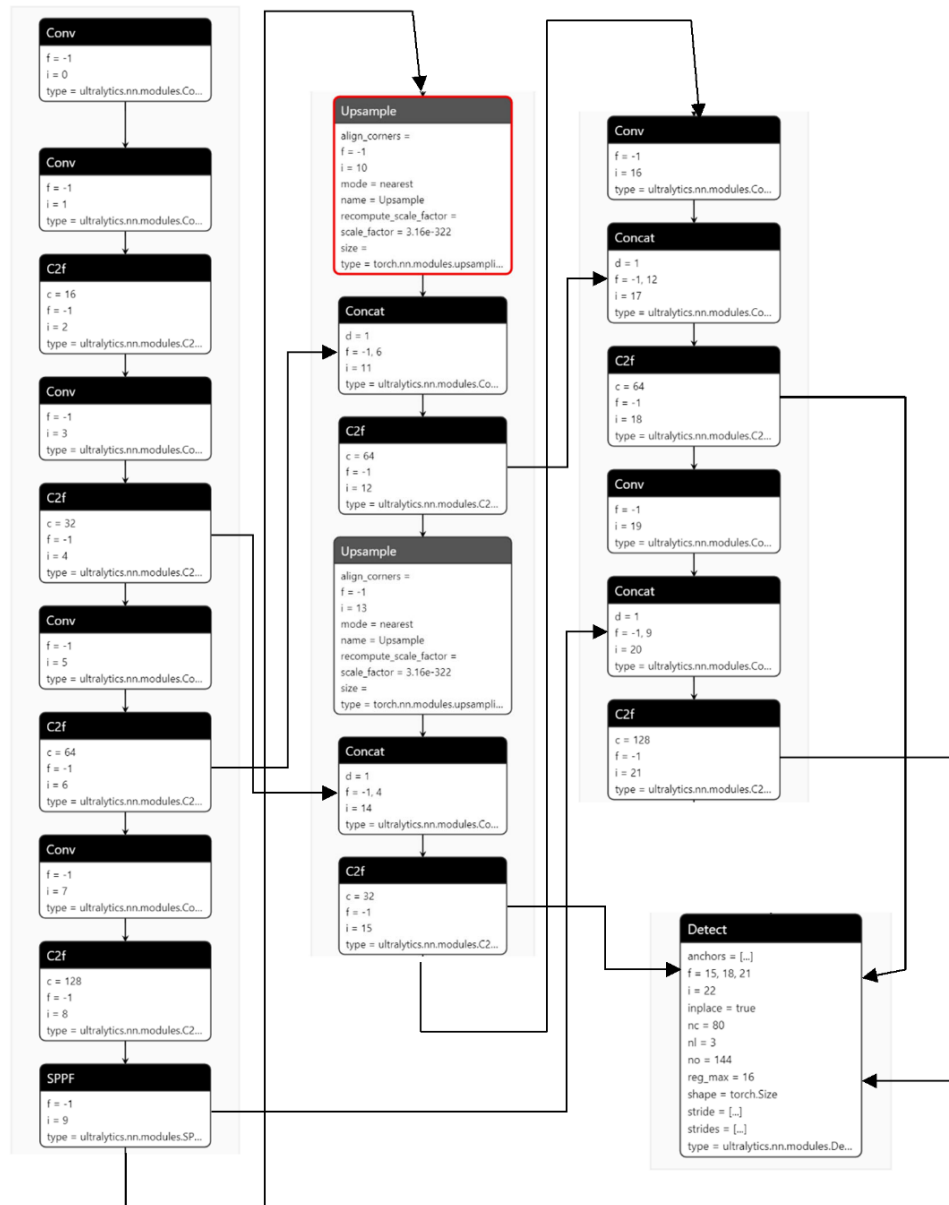 Conv
f = -1
i = 0
type = ultralytics.nn.modules.Co...
Conv
f = -1
i = 1
type = ultralytics.nn.modules.Co...
C2f
c = 16
f = -1
i = 2
type = ultralytics.nn.modules.C2...
Conv
f = -1
i = 3
type = ultralytics.nn.modules.Co...
C2f
c = 32
f = -1
i = 4
type = ultralytics.nn.modules.C2...
Conv
f = -1
i = 5
type = ultralytics.nn.modules.Co...
C2f
c = 64
f = -1
i = 6
type = ultralytics.nn.modules.C2...
Conv
f = -1
i = 7
type = ultralytics.nn.modules.Co...
C2f
c = 128
f = -1
i = 8
type = ultralytics.nn.modules.C2...
SPPF
f = -1
i = 9
type = ultralytics.nn.modules.SP...
Upsample
align_corners =
f = -1
i = 10
mode = nearest
name = Upsample
recompute_scale_factor =
scale_factor = 3.16e-322
size =
type = torch.nn.modules.upsampli...
Concat
d = 1
f = -1, 6
i = 11
type = ultralytics.nn.modules.Co...
C2f
c = 64
f = -1
i = 12
type = ultralytics.nn.modules.C2...
Upsample
align_corners =
f = -1
i = 13
mode = nearest
name = Upsample
recompute_scale_factor =
scale_factor = 3.16e-322
size =
type = torch.nn.modules.upsampli...
Concat
d = 1
f = -1, 4
i = 14
type = ultralytics.nn.modules.Co...
C2f
c = 32
f = -1
i = 15
type = ultralytics.nn.modules.C2...
Conv
f = -1
i = 16
type = ultralytics.nn.modules.Co...
Concat
d = 1
f = -1, 12
i = 17
type = ultralytics.nn.modules.Co...
C2f
c = 64
f = -1
i = 18
type = ultralytics.nn.modules.C2...
Conv
f = -1
i = 19
type = ultralytics.nn.modules.Co...
Concat
d = 1
f = -1, 9
i = 20
type = ultralytics.nn.modules.Co...
C2f
c = 128
f = -1
i = 21
type = ultralytics.nn.modules.C2...
Detect
anchors = [...]
f = 15, 18, 21
i = 22
inplace = true
nc = 80
nl = 3
no = 144
reg_max = 16
shape = torch.Size
stride = [...]
strides = [...]
type = ultralytics.nn.modules.De...